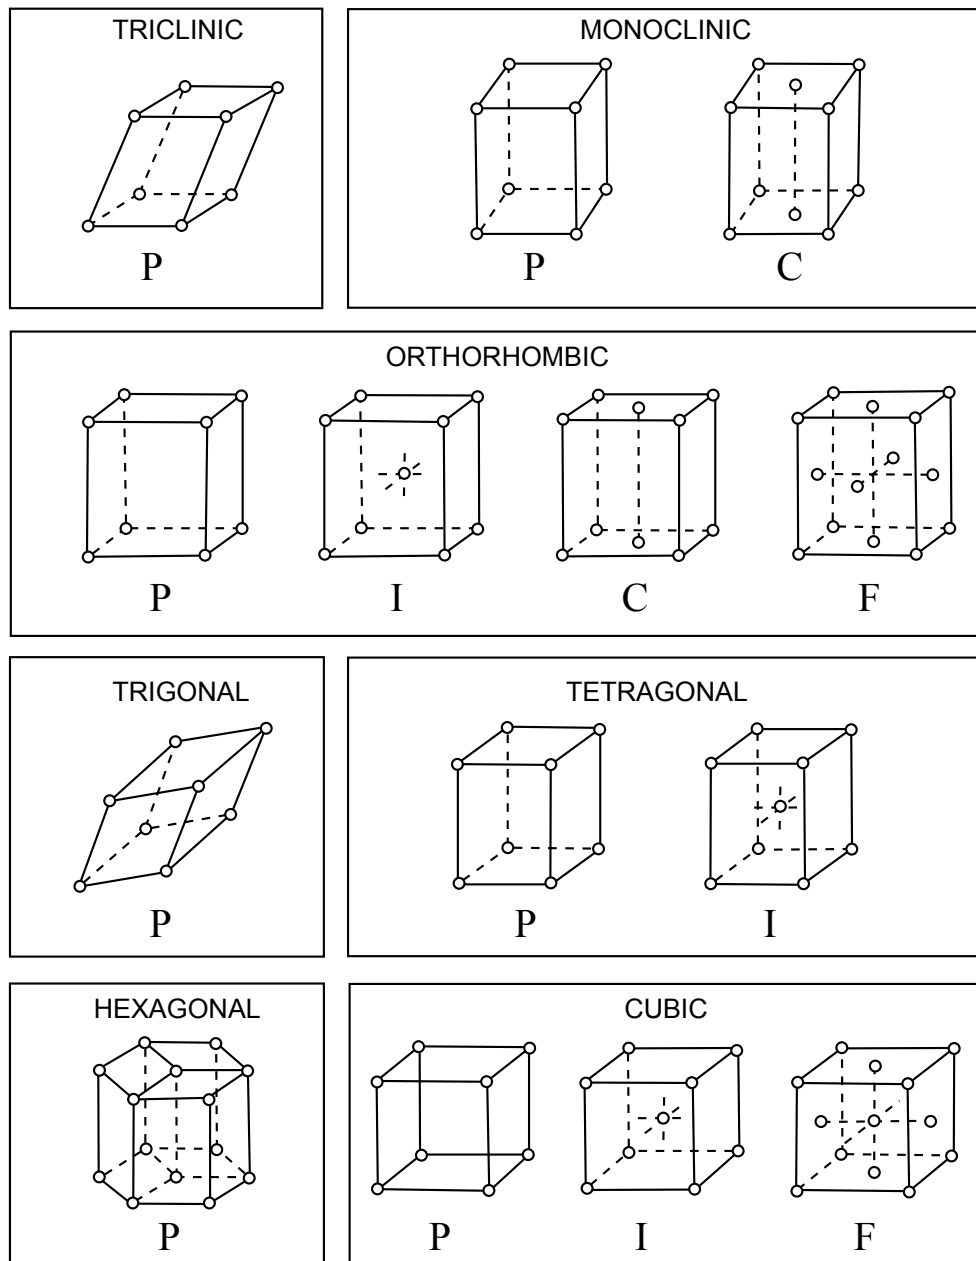 TRICLINIC
P
MONOCLINIC
P C
ORTHORHOMBIC
P I C F
TRIGONAL
P
TETRAGONAL
P I
HEXAGONAL
P
CUBIC
P I F